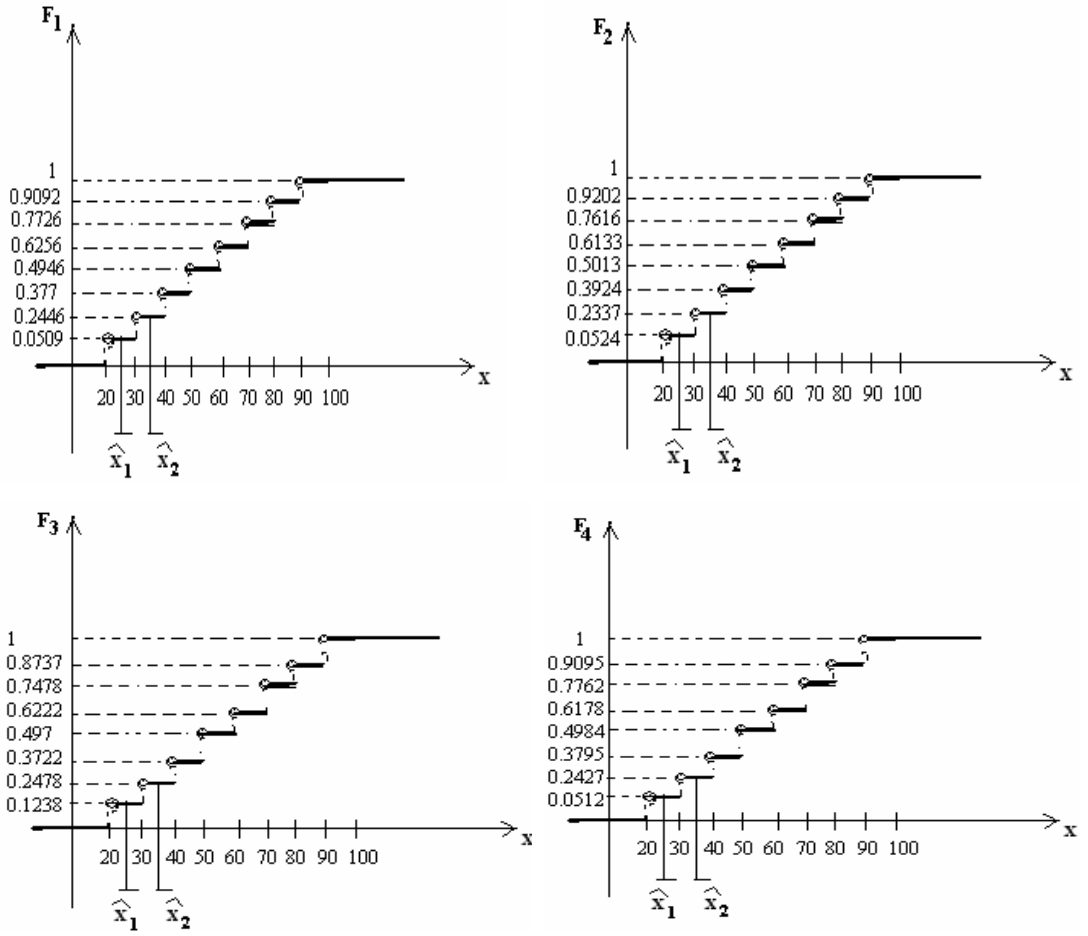 F1
1
0.9092
0.7726
0.6256
0.4946
0.377
0.2446
0.0509
x
20 30 40 50 60 70 80 90 100
x̂1 x̂2
F2
1
0.9202
0.7616
0.6133
0.5013
0.3924
0.2337
0.0524
x
20 30 40 50 60 70 80 90 100
x̂1 x̂2
F3
1
0.8737
0.7478
0.6222
0.497
0.3722
0.2478
0.1238
x
20 30 40 50 60 70 80 90 100
x̂1 x̂2
F4
1
0.9095
0.7762
0.6178
0.4984
0.3795
0.2427
0.0512
x
20 30 40 50 60 70 80 90 100
x̂1 x̂2